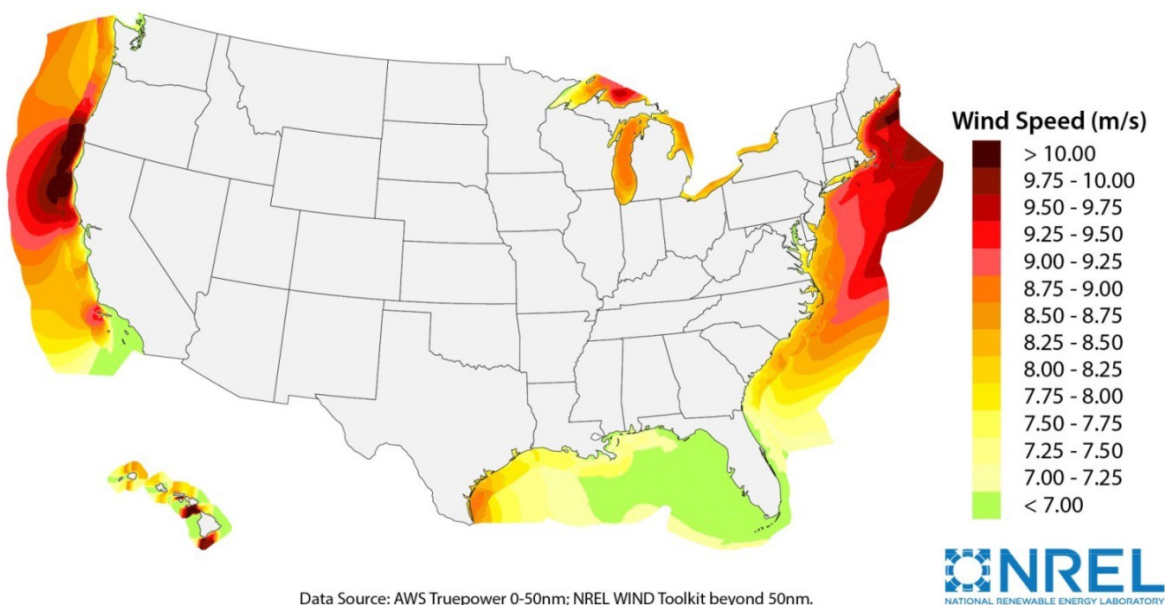 Wind Speed (m/s)
> 10.00
9.75 - 10.00
9.50 - 9.75
9.25 - 9.50
9.00 - 9.25
8.75 - 9.00
8.50 - 8.75
8.25 - 8.50
8.00 - 8.25
7.75 - 8.00
7.50 - 7.75
7.25 - 7.50
7.00 - 7.25
< 7.00
NREL
NATIONAL RENEWABLE ENERGY LABORATORY
Data Source: AWS Truepower 0-50nm; NREL WIND Toolkit beyond 50nm.